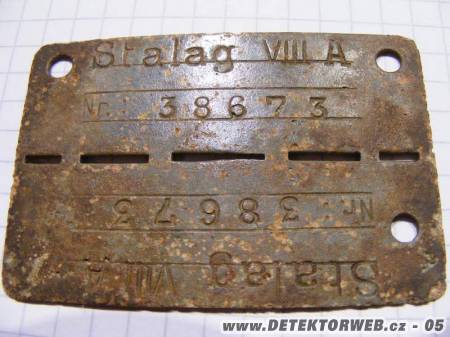 Stalag VIII A
Nr. 38673
Nr. 38673
Stalag VIII A
www.DETEKTORWEB.cz - 05